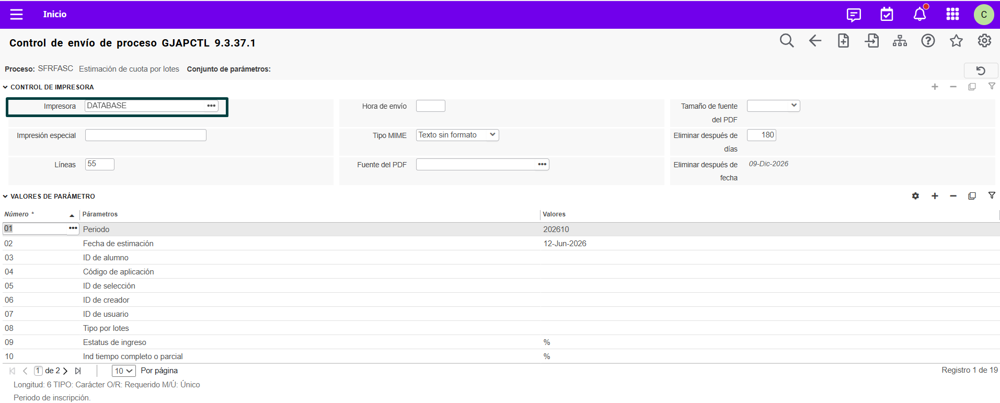 Inicio
C
Control de envío de proceso GJAPCTL 9.3.37.1
Proceso: SFRFASC Estimación de cuota por lotes Conjunto de parámetros:
CONTROL DE IMPRESORA
Impresora DATABASE
Hora de envío
Tamaño de fuente del PDF
Impresión especial
Tipo MIME Texto sin formato
Eliminar después de días 180
Líneas 55
Fuente del PDF
Eliminar después de fecha 09-Dic-2026
VALORES DE PARÁMETRO
Número * Párametros Valores
01 Periodo 202610
02 Fecha de estimación 12-Jun-2026
03 ID de alumno
04 Código de aplicación
05 ID de selección
06 ID de creador
07 ID de usuario
08 Tipo por lotes
09 Estatus de ingreso %
10 Ind tiempo completo o parcial %
1 de 2 10 Por página Registro 1 de 19
Longitud: 6 TIPO: Carácter O/R: Requerido M/Ú: Único
Periodo de inscripción.